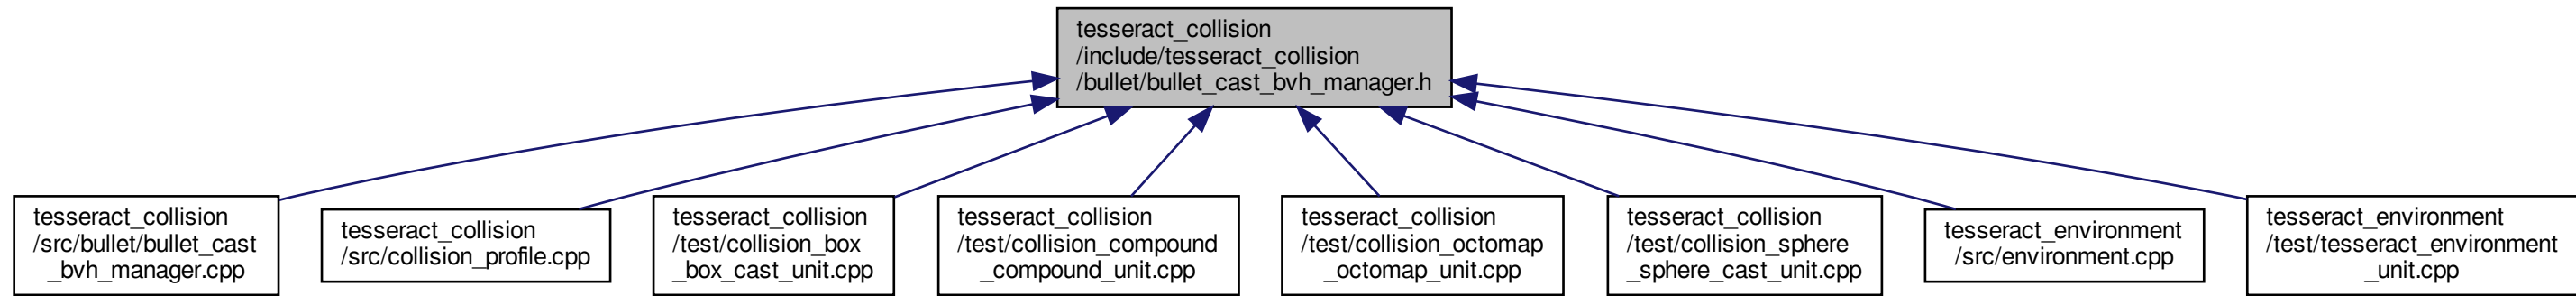 tesseract_collision
/include/tesseract_collision
/bullet/bullet_cast_bvh_manager.h
tesseract_collision
/src/bullet/bullet_cast
_bvh_manager.cpp
tesseract_collision
/src/collision_profile.cpp
tesseract_collision
/test/collision_box
_box_cast_unit.cpp
tesseract_collision
/test/collision_compound
_compound_unit.cpp
tesseract_collision
/test/collision_octomap
_octomap_unit.cpp
tesseract_collision
/test/collision_sphere
_sphere_cast_unit.cpp
tesseract_environment
/src/environment.cpp
tesseract_environment
/test/tesseract_environment
_unit.cpp